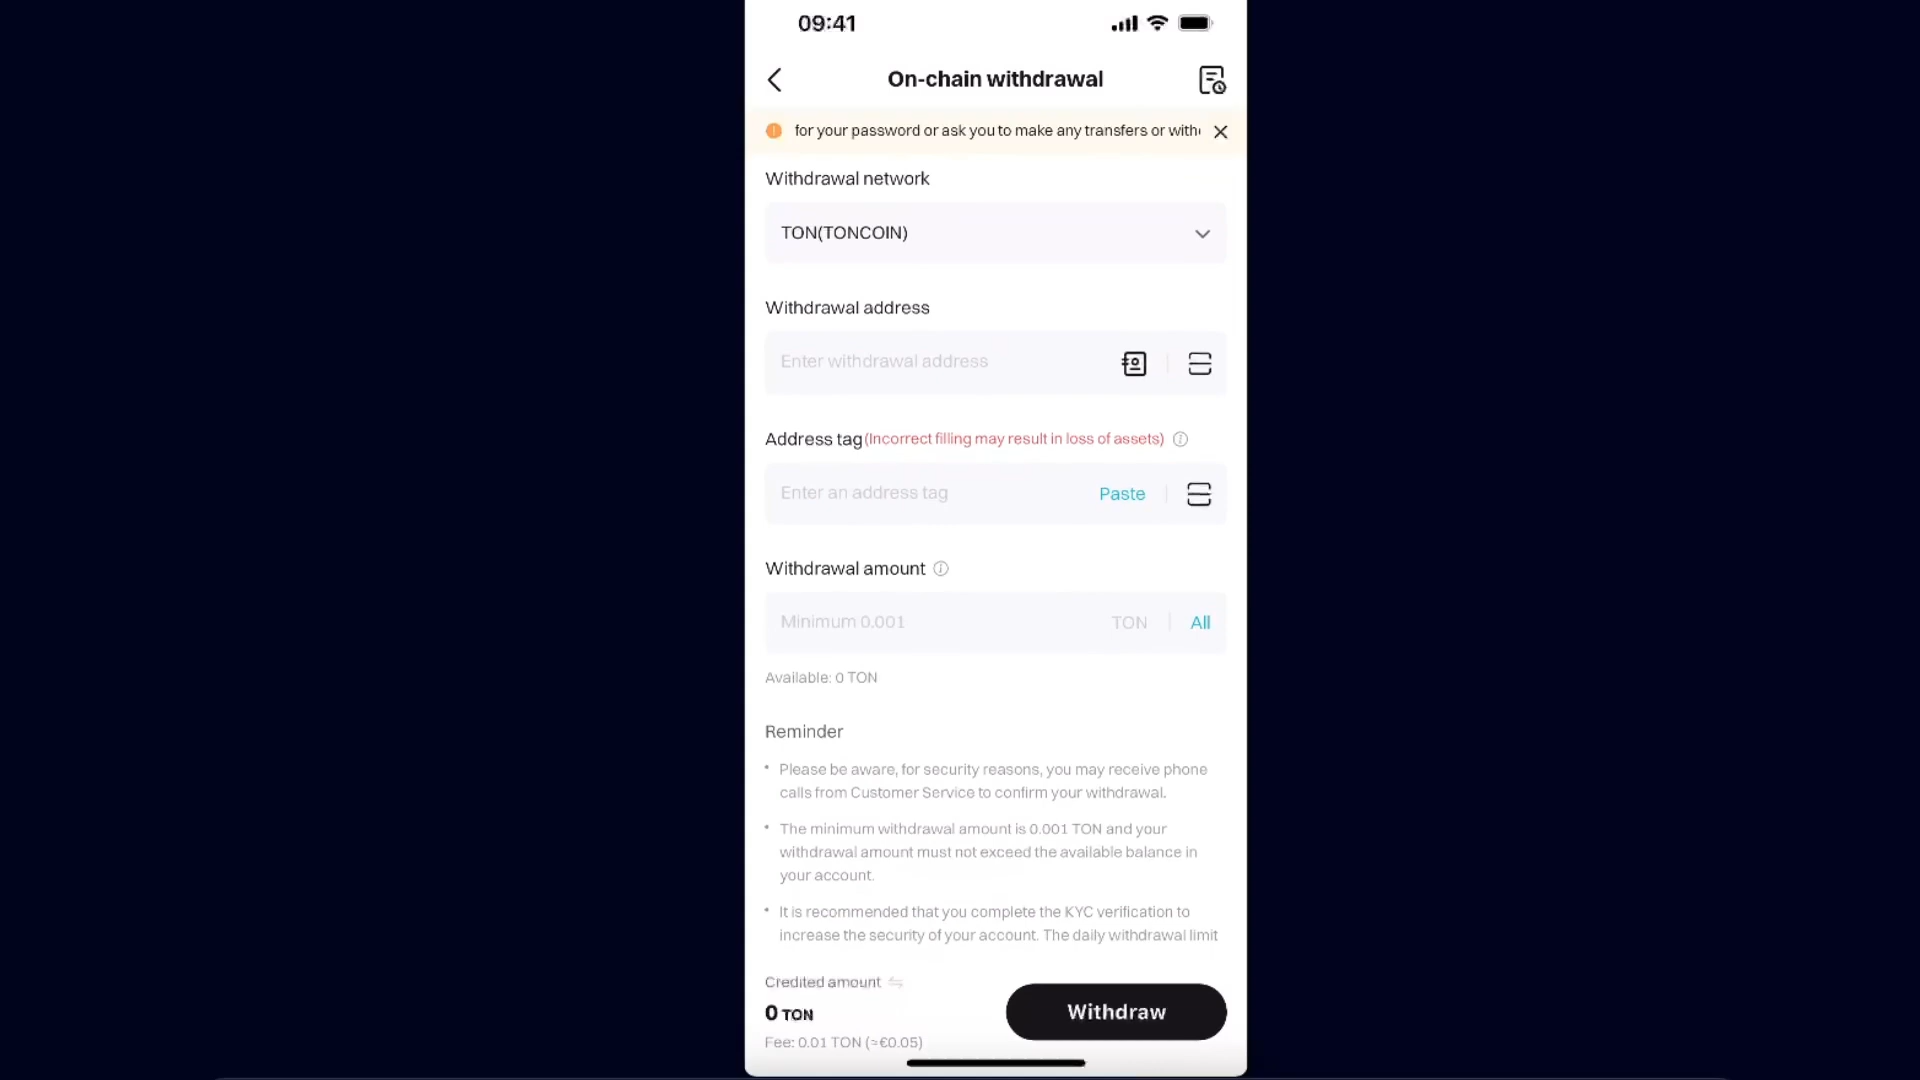 09:41
On-chain withdrawal
for your password or ask you to make any transfers or with
Withdrawal network
TON(TONCOIN)
Withdrawal address
Enter withdrawal address
Address tag(Incorrect filling may result in loss of assets)
Enter an address tag Paste
Withdrawal amount
Minimum 0.001 TON All
Available: 0 TON
Reminder
• Please be aware, for security reasons, you may receive phone
calls from Customer Service to confirm your withdrawal.
• The minimum withdrawal amount is 0.001 TON and your
withdrawal amount must not exceed the available balance in
your account.
• It is recommended that you complete the KYC verification to
increase the security of your account. The daily withdrawal limit
Credited amount
0 TON
Fee: 0.01 TON (≈€0.05)
Withdraw